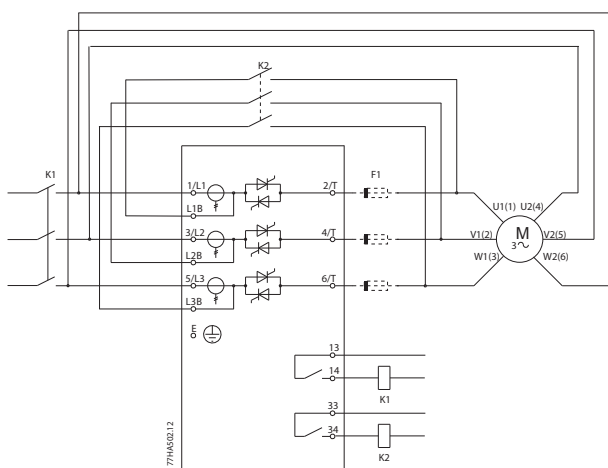 K2
K1
F1
1/L1
2/T
L1B
U1(1) U2(4)
3/L2
4/T
V1(2) M V2(5)
3~
L2B
W1(3) W2(6)
5/L3
6/T
L3B
E
13
14
K1
33
34
K2
77HA502.12